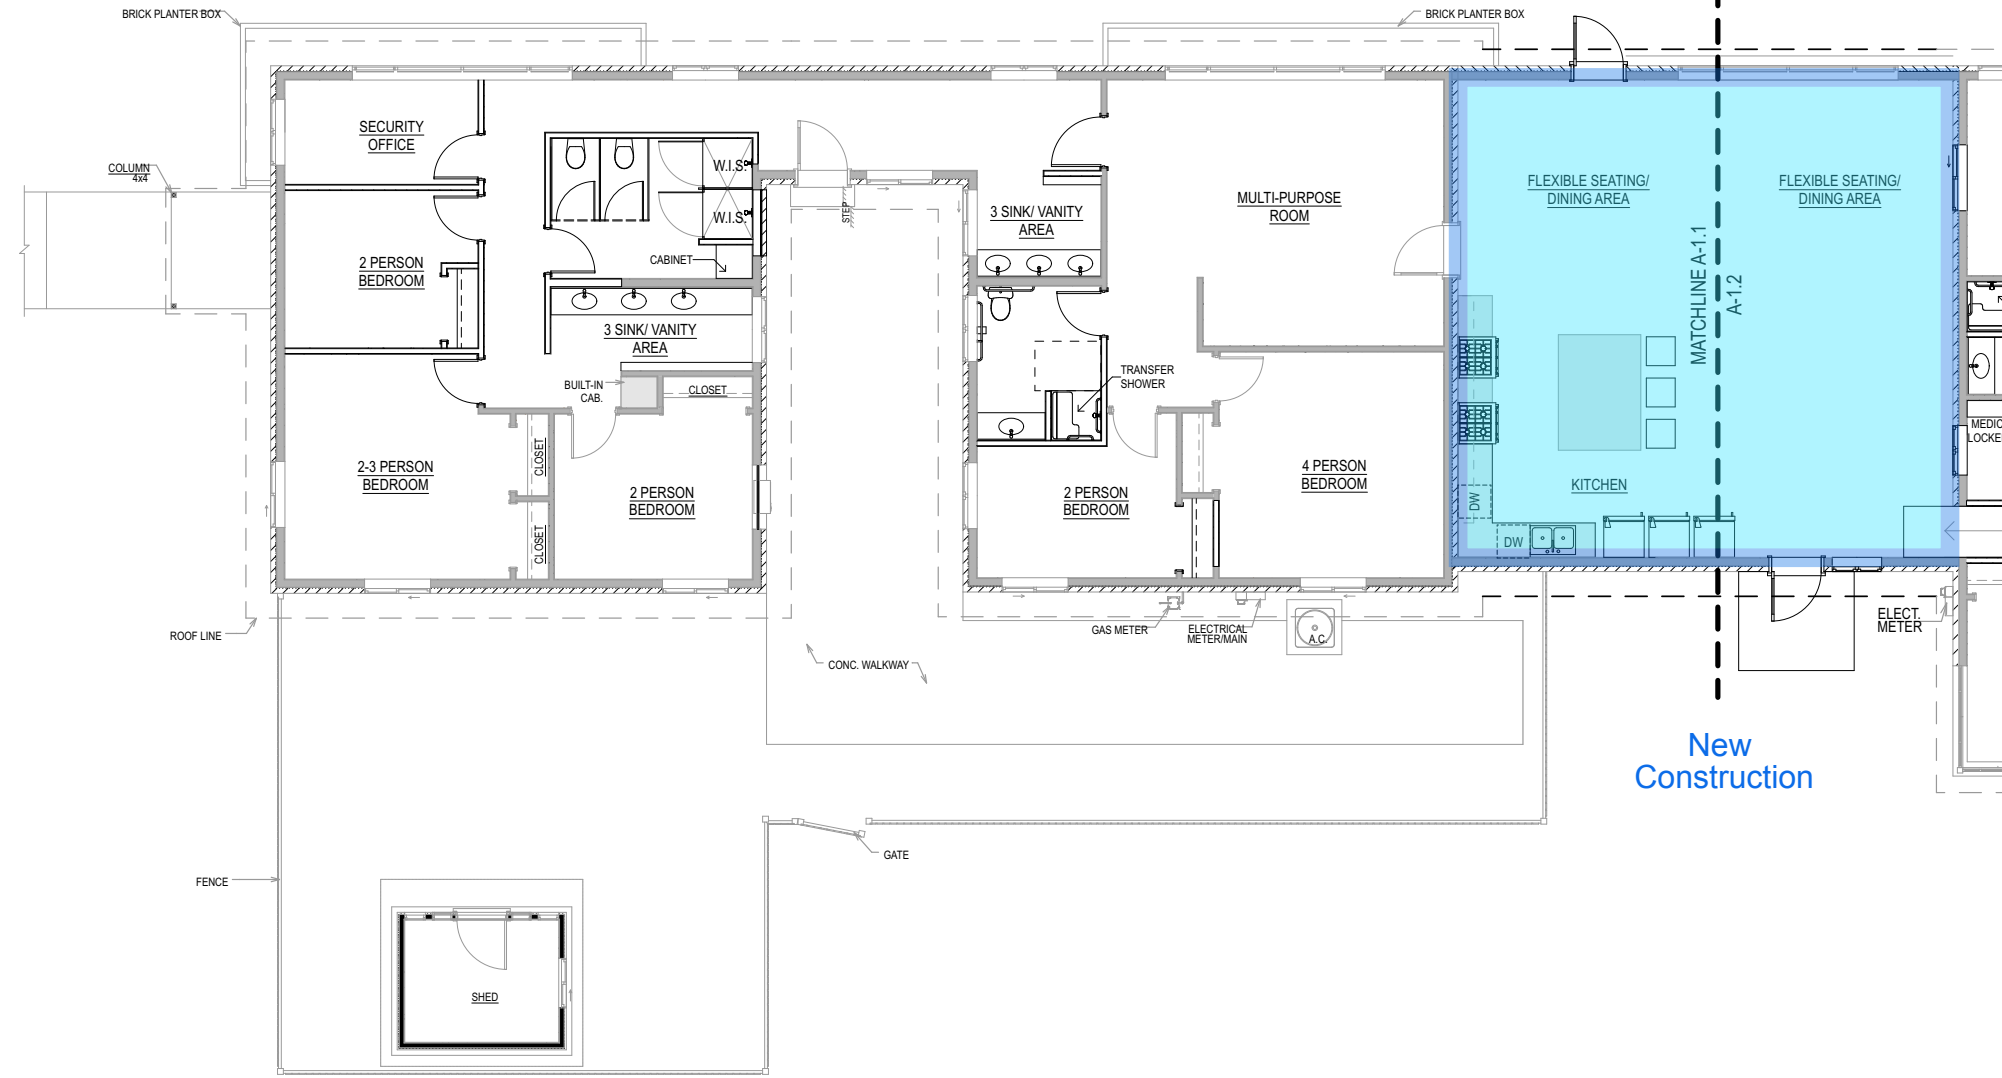 BRICK PLANTER BOX
BRICK PLANTER BOX
SECURITY
OFFICE
COLUMN
4x4
W.I.S.
W.I.S.
STEP
CABINET
2 PERSON
BEDROOM
3 SINK/ VANITY
AREA
3 SINK/ VANITY
AREA
MULTI-PURPOSE
ROOM
FLEXIBLE SEATING/
DINING AREA
FLEXIBLE SEATING/
DINING AREA
MATCHLINE A-1.1
A-1.2
BUILT-IN
CAB.
CLOSET
TRANSFER
SHOWER
2-3 PERSON
BEDROOM
CLOSET
CLOSET
2 PERSON
BEDROOM
2 PERSON
BEDROOM
4 PERSON
BEDROOM
KITCHEN
DW
DW
MEDIC
LOCKE
ROOF LINE
GAS METER
ELECTRICAL
METER/MAIN
A.C.
ELECT.
METER
CONC. WALKWAY
New
Construction
GATE
FENCE
SHED